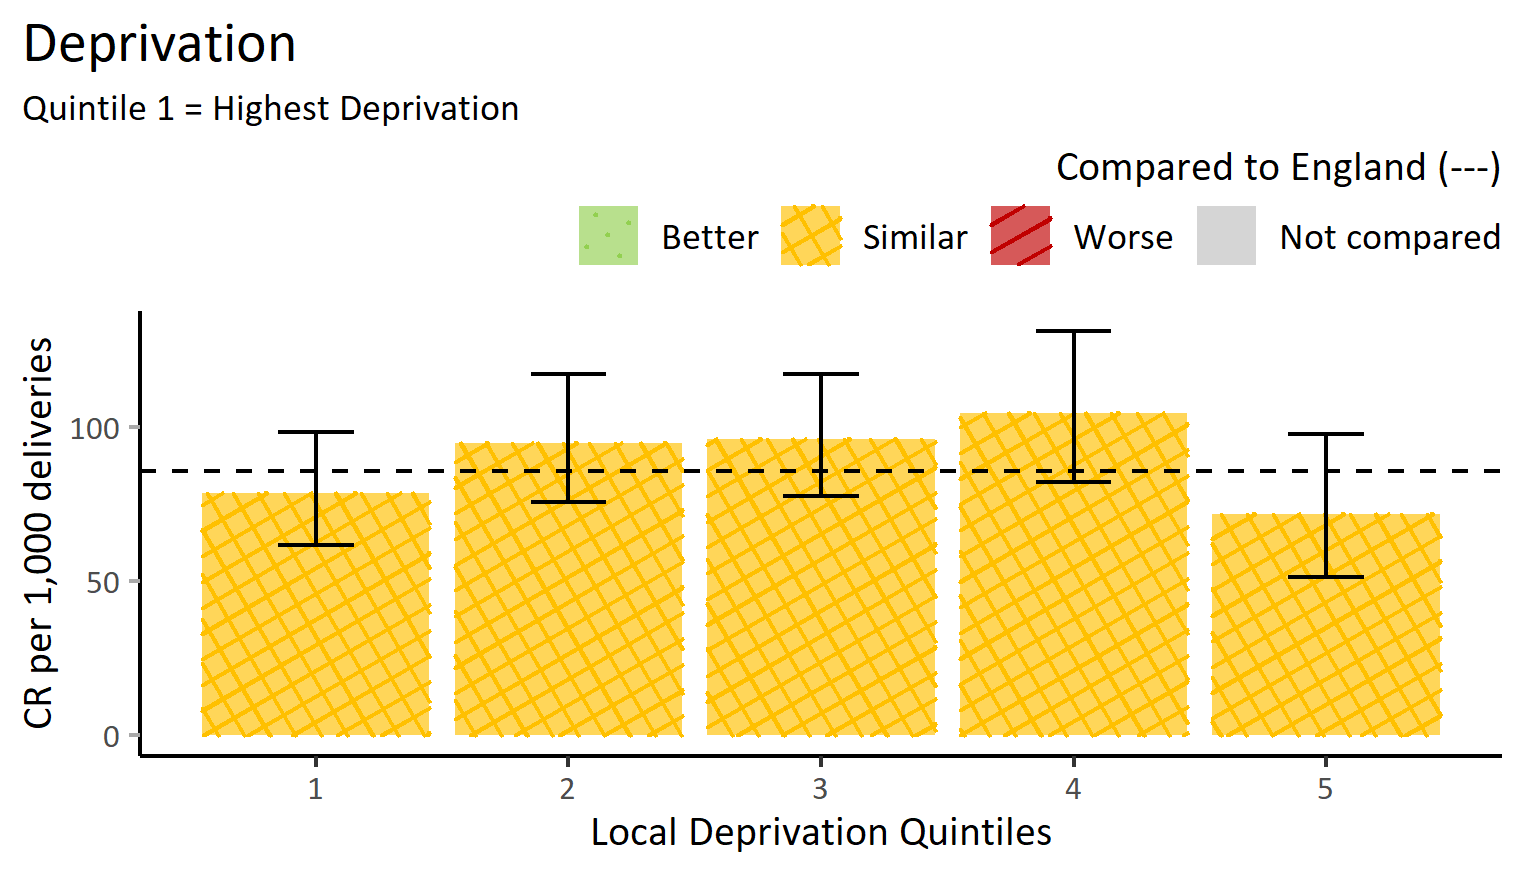 Deprivation
Quintile 1 = Highest Deprivation
Compared to England (---)
Better Similar Worse Not compared
CR per 1,000 deliveries
100
50
0
1 2 3 4 5
Local Deprivation Quintiles